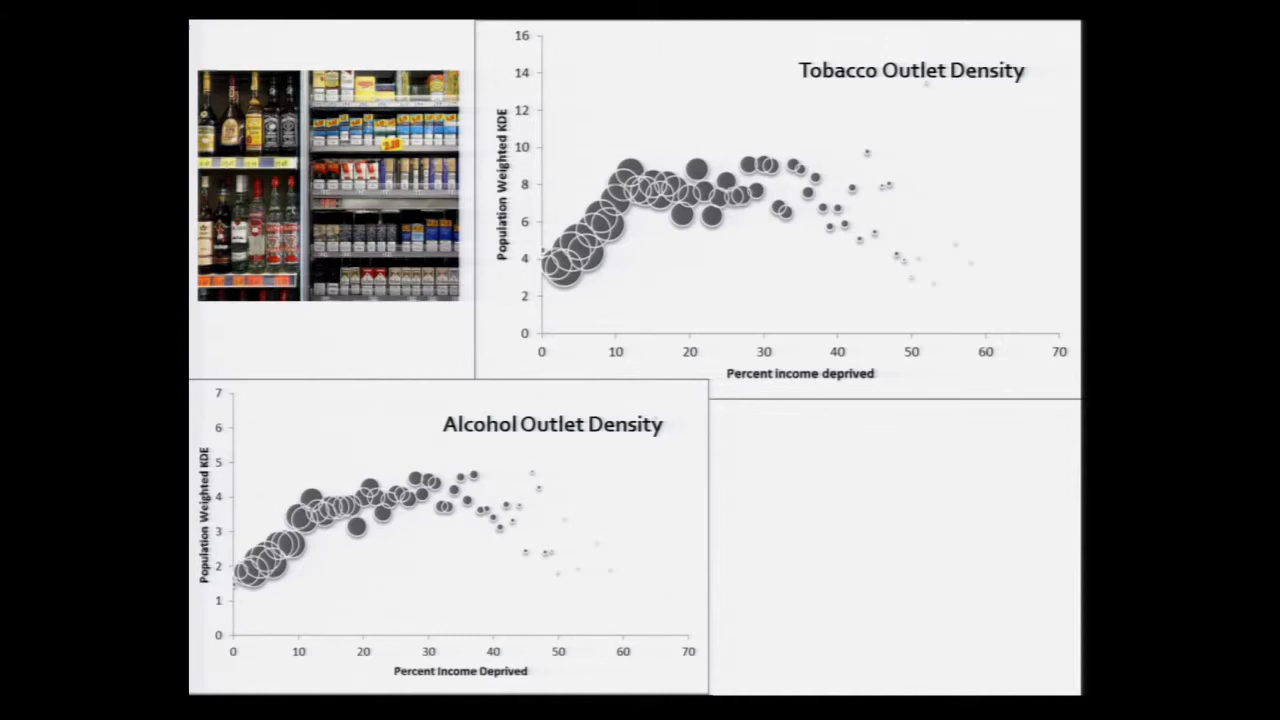 Tobacco Outlet Density
Population Weighted KDE
16
14
12
10
8
6
4
2
0
0 10 20 30 40 50 60 70
Percent income deprived
Alcohol Outlet Density
Population Weighted KDE
7
6
5
4
3
2
1
0
0 10 20 30 40 50 60 70
Percent Income Deprived